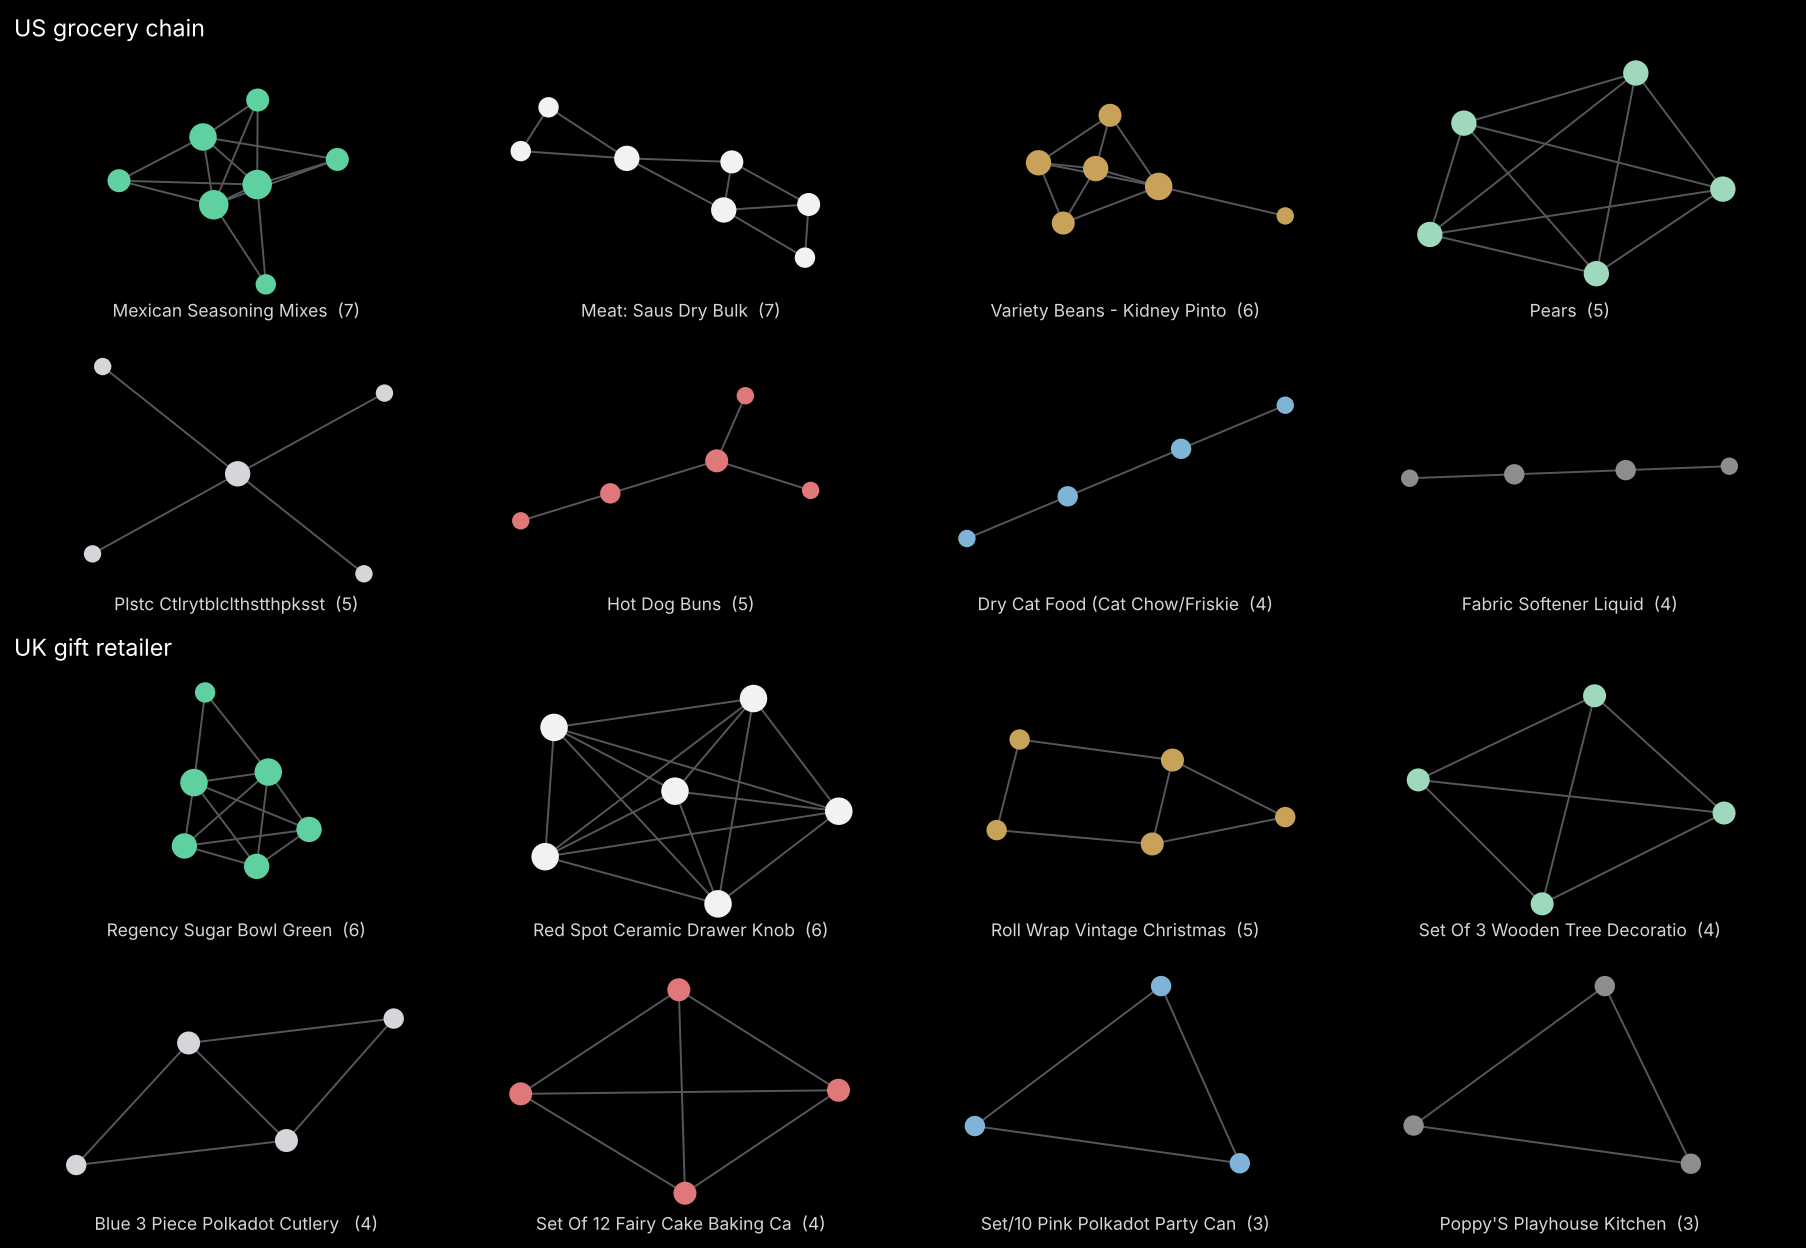 US grocery chain
Mexican Seasoning Mixes (7)
Meat: Saus Dry Bulk (7)
Variety Beans - Kidney Pinto (6)
Pears (5)
Plstc Ctlrytblclthstthpksst (5)
Hot Dog Buns (5)
Dry Cat Food (Cat Chow/Friskie (4)
Fabric Softener Liquid (4)
UK gift retailer
Regency Sugar Bowl Green (6)
Red Spot Ceramic Drawer Knob (6)
Roll Wrap Vintage Christmas (5)
Set Of 3 Wooden Tree Decoratio (4)
Blue 3 Piece Polkadot Cutlery (4)
Set Of 12 Fairy Cake Baking Ca (4)
Set/10 Pink Polkadot Party Can (3)
Poppy'S Playhouse Kitchen (3)